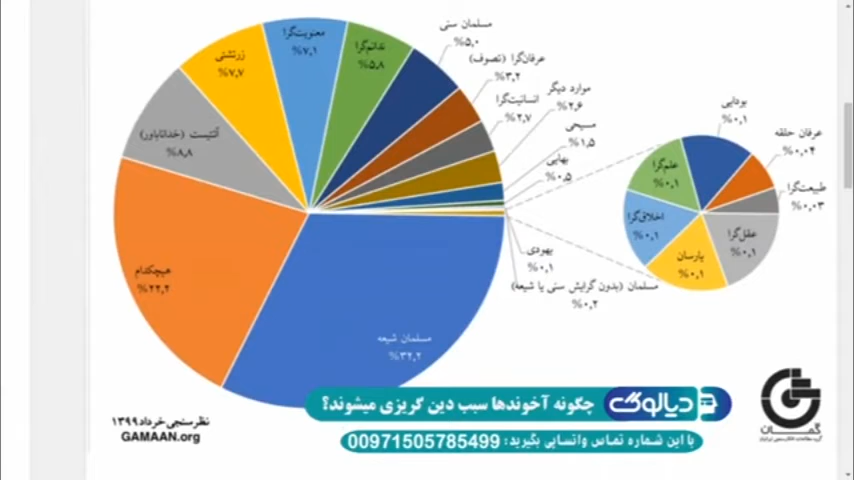 مسلمان سنی
%۵,۰
معنویت‌گرا
%۷,۱
ندانم‌گرا
%۵,۸
زرتشتی
%۷,۷
عرفان‌گرا (تصوف)
%۳,۲
موارد دیگر
%۲,۶
انسانیت‌گرا
%۲,۷
بودایی
%۰,۱
مسیحی
%۱,۵
عرفان حلقه
%۰,۰۴
آتئیست (خداناباور)
%۸,۸
بهایی
%۰,۵
علم‌گرا
%۰,۱
طبیعت‌گرا
%۰,۰۳
اخلاق‌گرا
%۰,۱
عقل‌گرا
%۰,۱
یهودی
%۰,۱
یارسان
%۰,۱
هیچکدام
%۲۲,۲
مسلمان (بدون گرایش سنی یا شیعه)
%۰,۲
مسلمان شیعه
%۳۲,۲
دیالوگ
چگونه آخوندها سبب دین گریزی میشوند؟
نظرسنجی خرداد ۱۳۹۹
GAMAAN.org
با این شماره تماس واتساپی بگیرید: 00971505785499
گمان